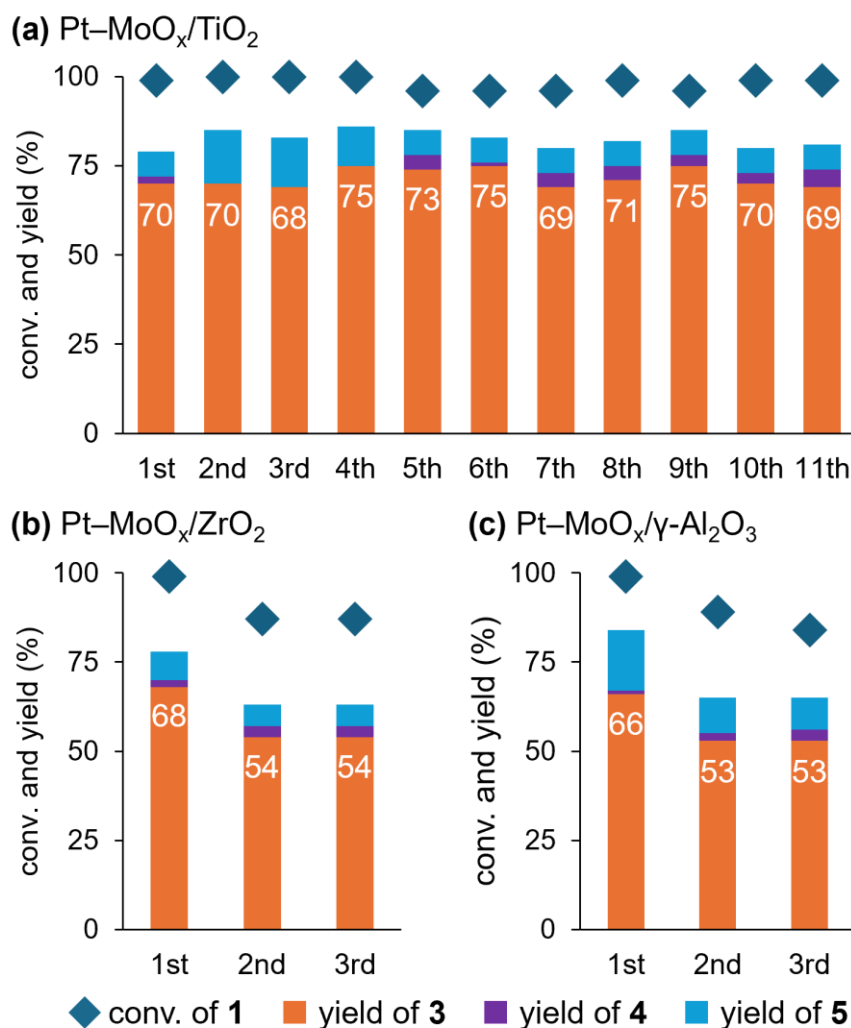 (a) Pt–MoOₓ/TiO₂
conv. and yield (%)
100
75
50
25
0
70 70 68 75 73 75 69 71 75 70 69
1st 2nd 3rd 4th 5th 6th 7th 8th 9th 10th 11th
(b) Pt–MoOₓ/ZrO₂
conv. and yield (%)
100
75
50
25
0
68 54 54
1st 2nd 3rd
(c) Pt–MoOₓ/γ-Al₂O₃
conv. and yield (%)
100
75
50
25
0
66 53 53
1st 2nd 3rd
conv. of 1 yield of 3 yield of 4 yield of 5